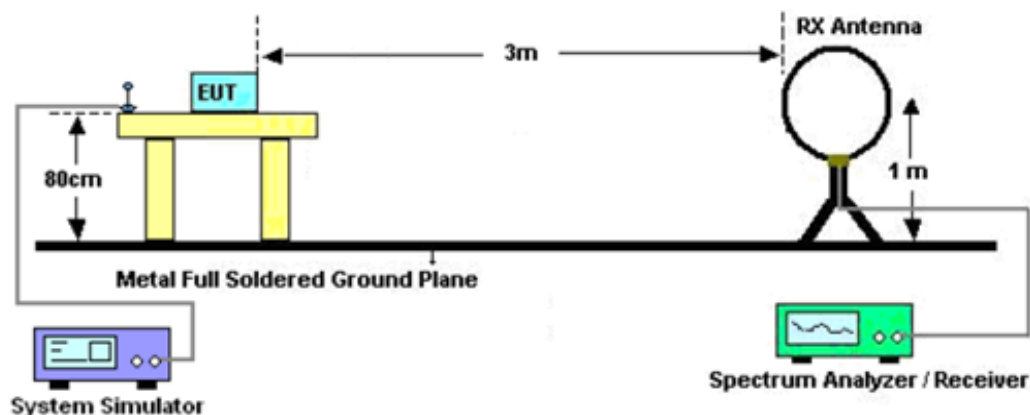 RX Antenna
3m
EUT
80cm
1 m
Metal Full Soldered Ground Plane
Spectrum Analyzer / Receiver
System Simulator